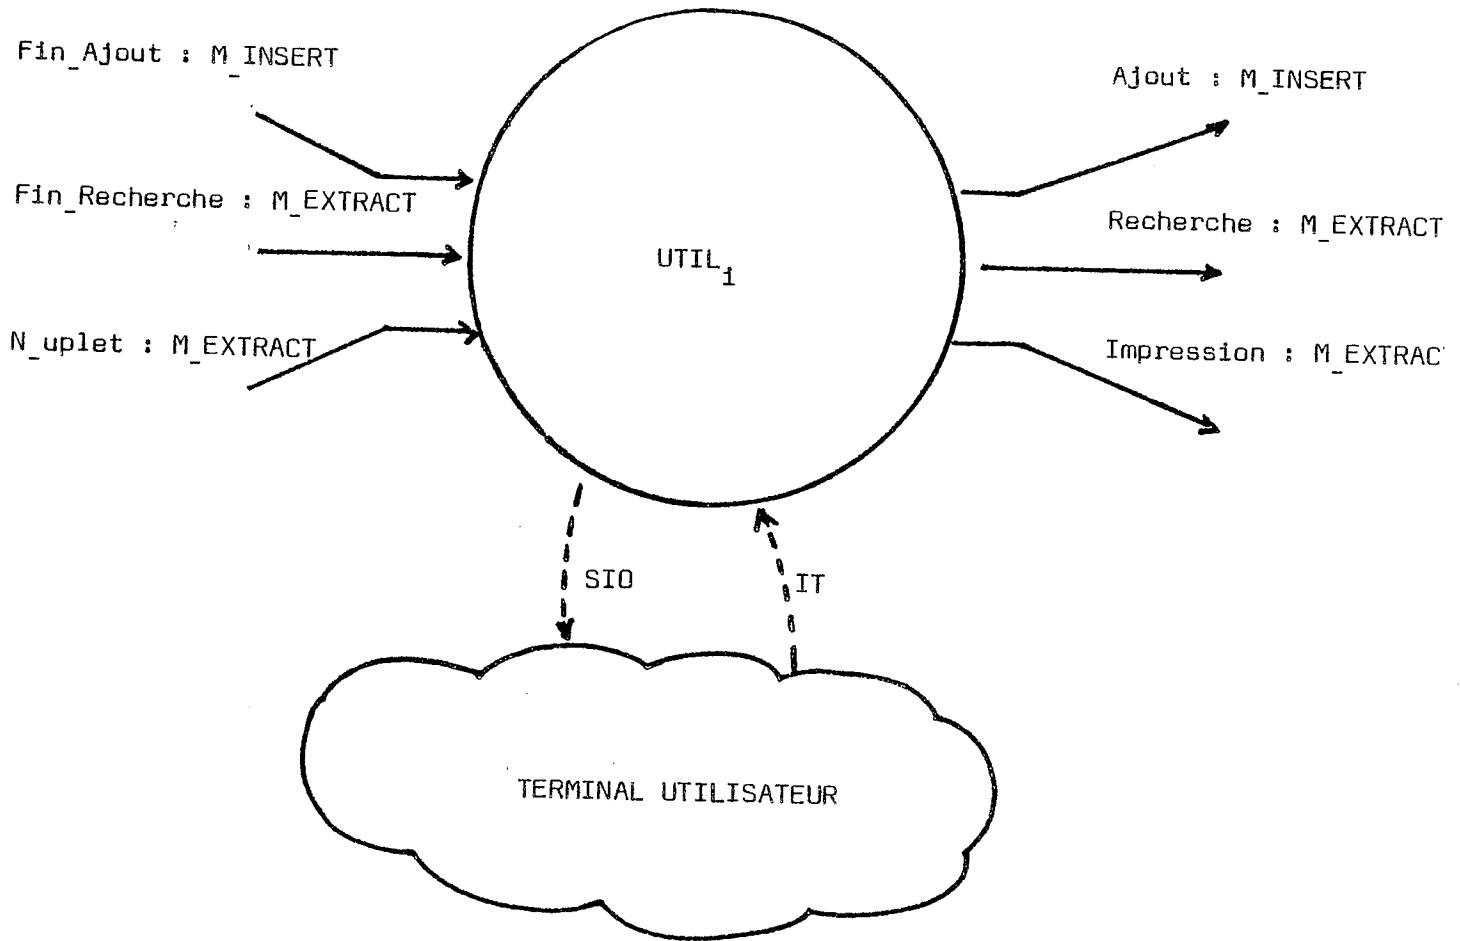 Fin_Ajout : M_INSERT
Ajout : M_INSERT
Fin_Recherche : M_EXTRACT
Recherche : M_EXTRACT
UTIL_i
N_uplet : M_EXTRACT
Impression : M_EXTRAC
SIO
IT
TERMINAL UTILISATEUR